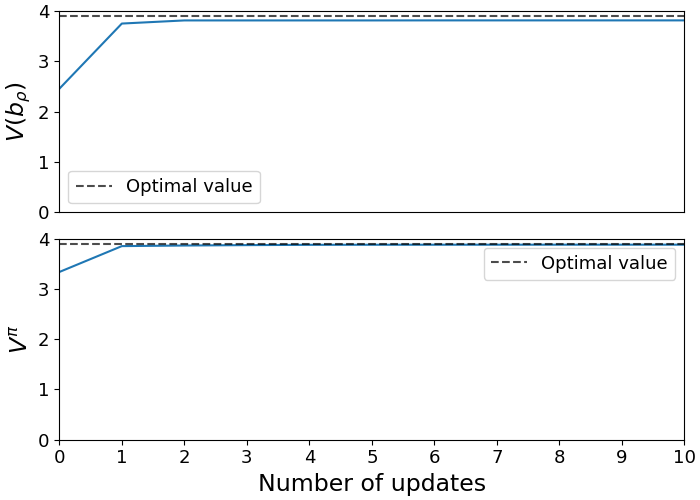 4
3
2
1
0
V(b_ρ)
Optimal value
4
3
2
1
0
V^π
Optimal value
0 1 2 3 4 5 6 7 8 9 10
Number of updates